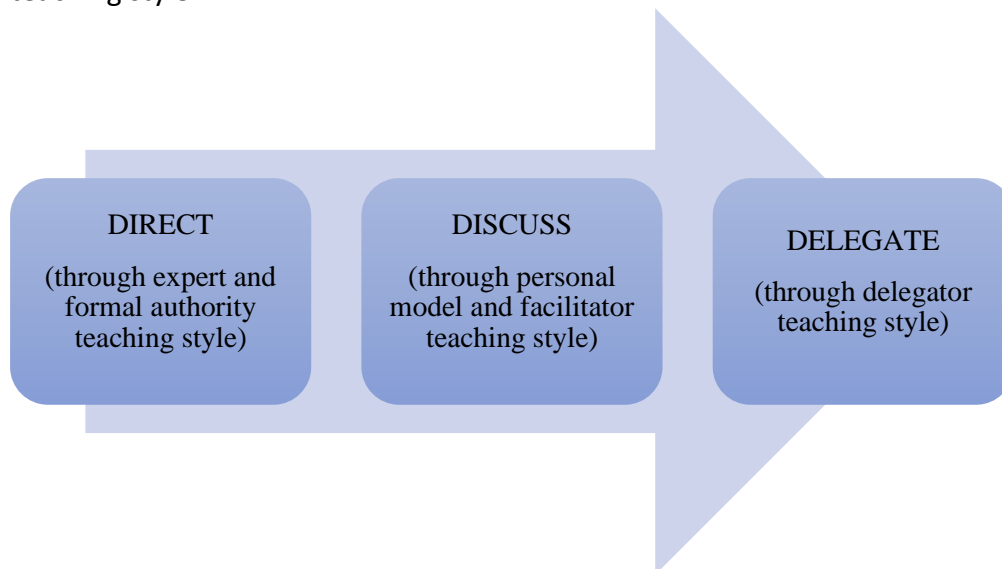 DIRECT
(through expert and
formal authority
teaching style)
DISCUSS
(through personal
model and facilitator
teaching style)
DELEGATE
(through delegator
teaching style)